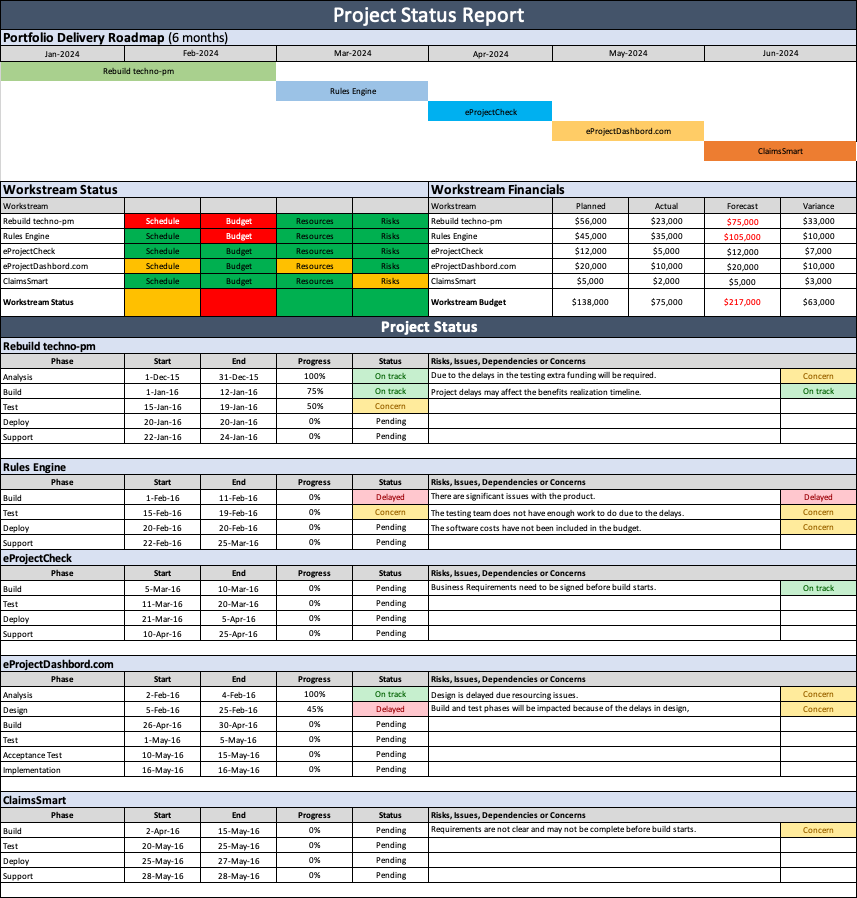 Project Status Report
Portfolio Delivery Roadmap (6 months)
Jan-2024 Feb-2024 Mar-2024 Apr-2024 May-2024 Jun-2024
Rebuild techno-pm
Rules Engine
eProjectCheck
eProjectDashbord.com
ClaimsSmart
Workstream Status Workstream Financials
Workstream Workstream Planned Actual Forecast Variance
Rebuild techno-pm Schedule Budget Resources Risks Rebuild techno-pm $56,000 $23,000 $75,000 $33,000
Rules Engine Schedule Budget Resources Risks Rules Engine $45,000 $35,000 $105,000 $10,000
eProjectCheck Schedule Budget Resources Risks eProjectCheck $12,000 $5,000 $12,000 $7,000
eProjectDashbord.com Schedule Budget Resources Risks eProjectDashbord.com $20,000 $10,000 $20,000 $10,000
ClaimsSmart Schedule Budget Resources Risks ClaimsSmart $5,000 $2,000 $5,000 $3,000
Workstream Status Workstream Budget $138,000 $75,000 $217,000 $63,000
Project Status
Rebuild techno-pm
Phase Start End Progress Status Risks, Issues, Dependencies or Concerns
Analysis 1-Dec-15 31-Dec-15 100% On track Due to the delays in the testing extra funding will be required. Concern
Build 1-Jan-16 12-Jan-16 75% On track Project delays may affect the benefits realization timeline. On track
Test 15-Jan-16 19-Jan-16 50% Concern
Deploy 20-Jan-16 20-Jan-16 0% Pending
Support 22-Jan-16 24-Jan-16 0% Pending
Rules Engine
Phase Start End Progress Status Risks, Issues, Dependencies or Concerns
Build 1-Feb-16 11-Feb-16 0% Delayed There are significant issues with the product. Delayed
Test 15-Feb-16 19-Feb-16 0% Concern The testing team does not have enough work to do due to the delays. Concern
Deploy 20-Feb-16 20-Feb-16 0% Pending The software costs have not been included in the budget. Concern
Support 22-Feb-16 25-Mar-16 0% Pending
eProjectCheck
Phase Start End Progress Status Risks, Issues, Dependencies or Concerns
Build 5-Mar-16 10-Mar-16 0% Pending Business Requirements need to be signed before build starts. On track
Test 11-Mar-16 20-Mar-16 0% Pending
Deploy 21-Mar-16 5-Apr-16 0% Pending
Support 10-Apr-16 25-Apr-16 0% Pending
eProjectDashbord.com
Phase Start End Progress Status Risks, Issues, Dependencies or Concerns
Analysis 2-Feb-16 4-Feb-16 100% On track Design is delayed due resourcing issues. Concern
Design 5-Feb-16 25-Feb-16 45% Delayed Build and test phases will be impacted because of the delays in design, Concern
Build 26-Apr-16 30-Apr-16 0% Pending
Test 1-May-16 5-May-16 0% Pending
Acceptance Test 10-May-16 15-May-16 0% Pending
Implementation 16-May-16 16-May-16 0% Pending
ClaimsSmart
Phase Start End Progress Status Risks, Issues, Dependencies or Concerns
Build 2-Apr-16 15-May-16 0% Pending Requirements are not clear and may not be complete before build starts. Concern
Test 20-May-16 25-May-16 0% Pending
Deploy 25-May-16 27-May-16 0% Pending
Support 28-May-16 28-May-16 0% Pending